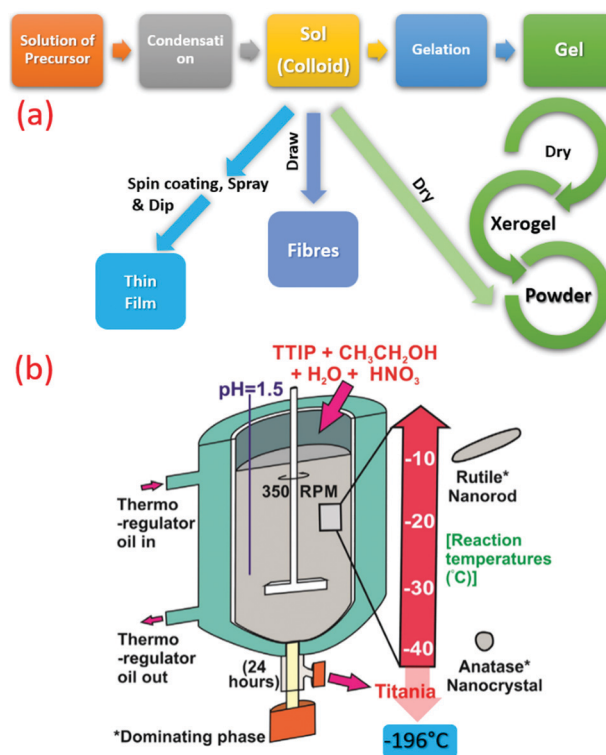 Solution of
Precursor
Condensati
on
Sol
(Colloid)
Gelation
Gel
(a)
Spin coating, Spray
& Dip
Draw
Dry
Dry
Xerogel
Powder
Thin
Film
Fibres
(b)
TTIP + CH₃CH₂OH
+ H₂O + HNO₃
pH=1.5
350 RPM
Thermo
-regulator
oil in
Thermo
-regulator
oil out
(24
hours)
*Dominating phase
Titania
-10
-20
-30
-40
Rutile*
Nanorod
[Reaction
temperatures
(°C)]
Anatase*
Nanocrystal
-196°C